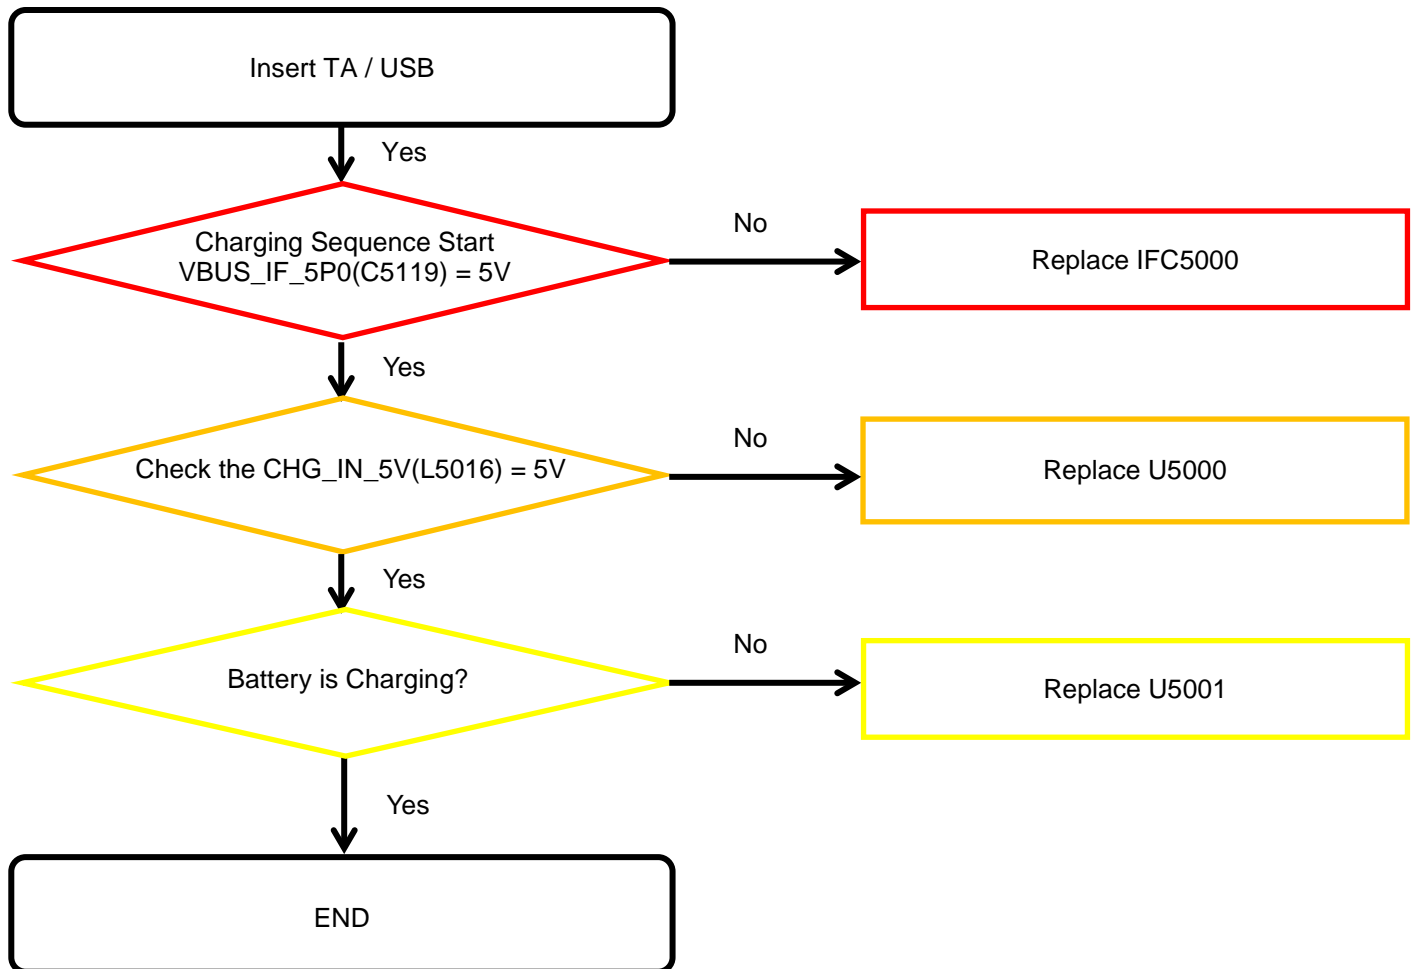 Insert TA / USB
Yes
Charging Sequence Start
VBUS_IF_5P0(C5119) = 5V
No
Replace IFC5000
Yes
Check the CHG_IN_5V(L5016) = 5V
No
Replace U5000
Yes
Battery is Charging?
No
Replace U5001
Yes
END